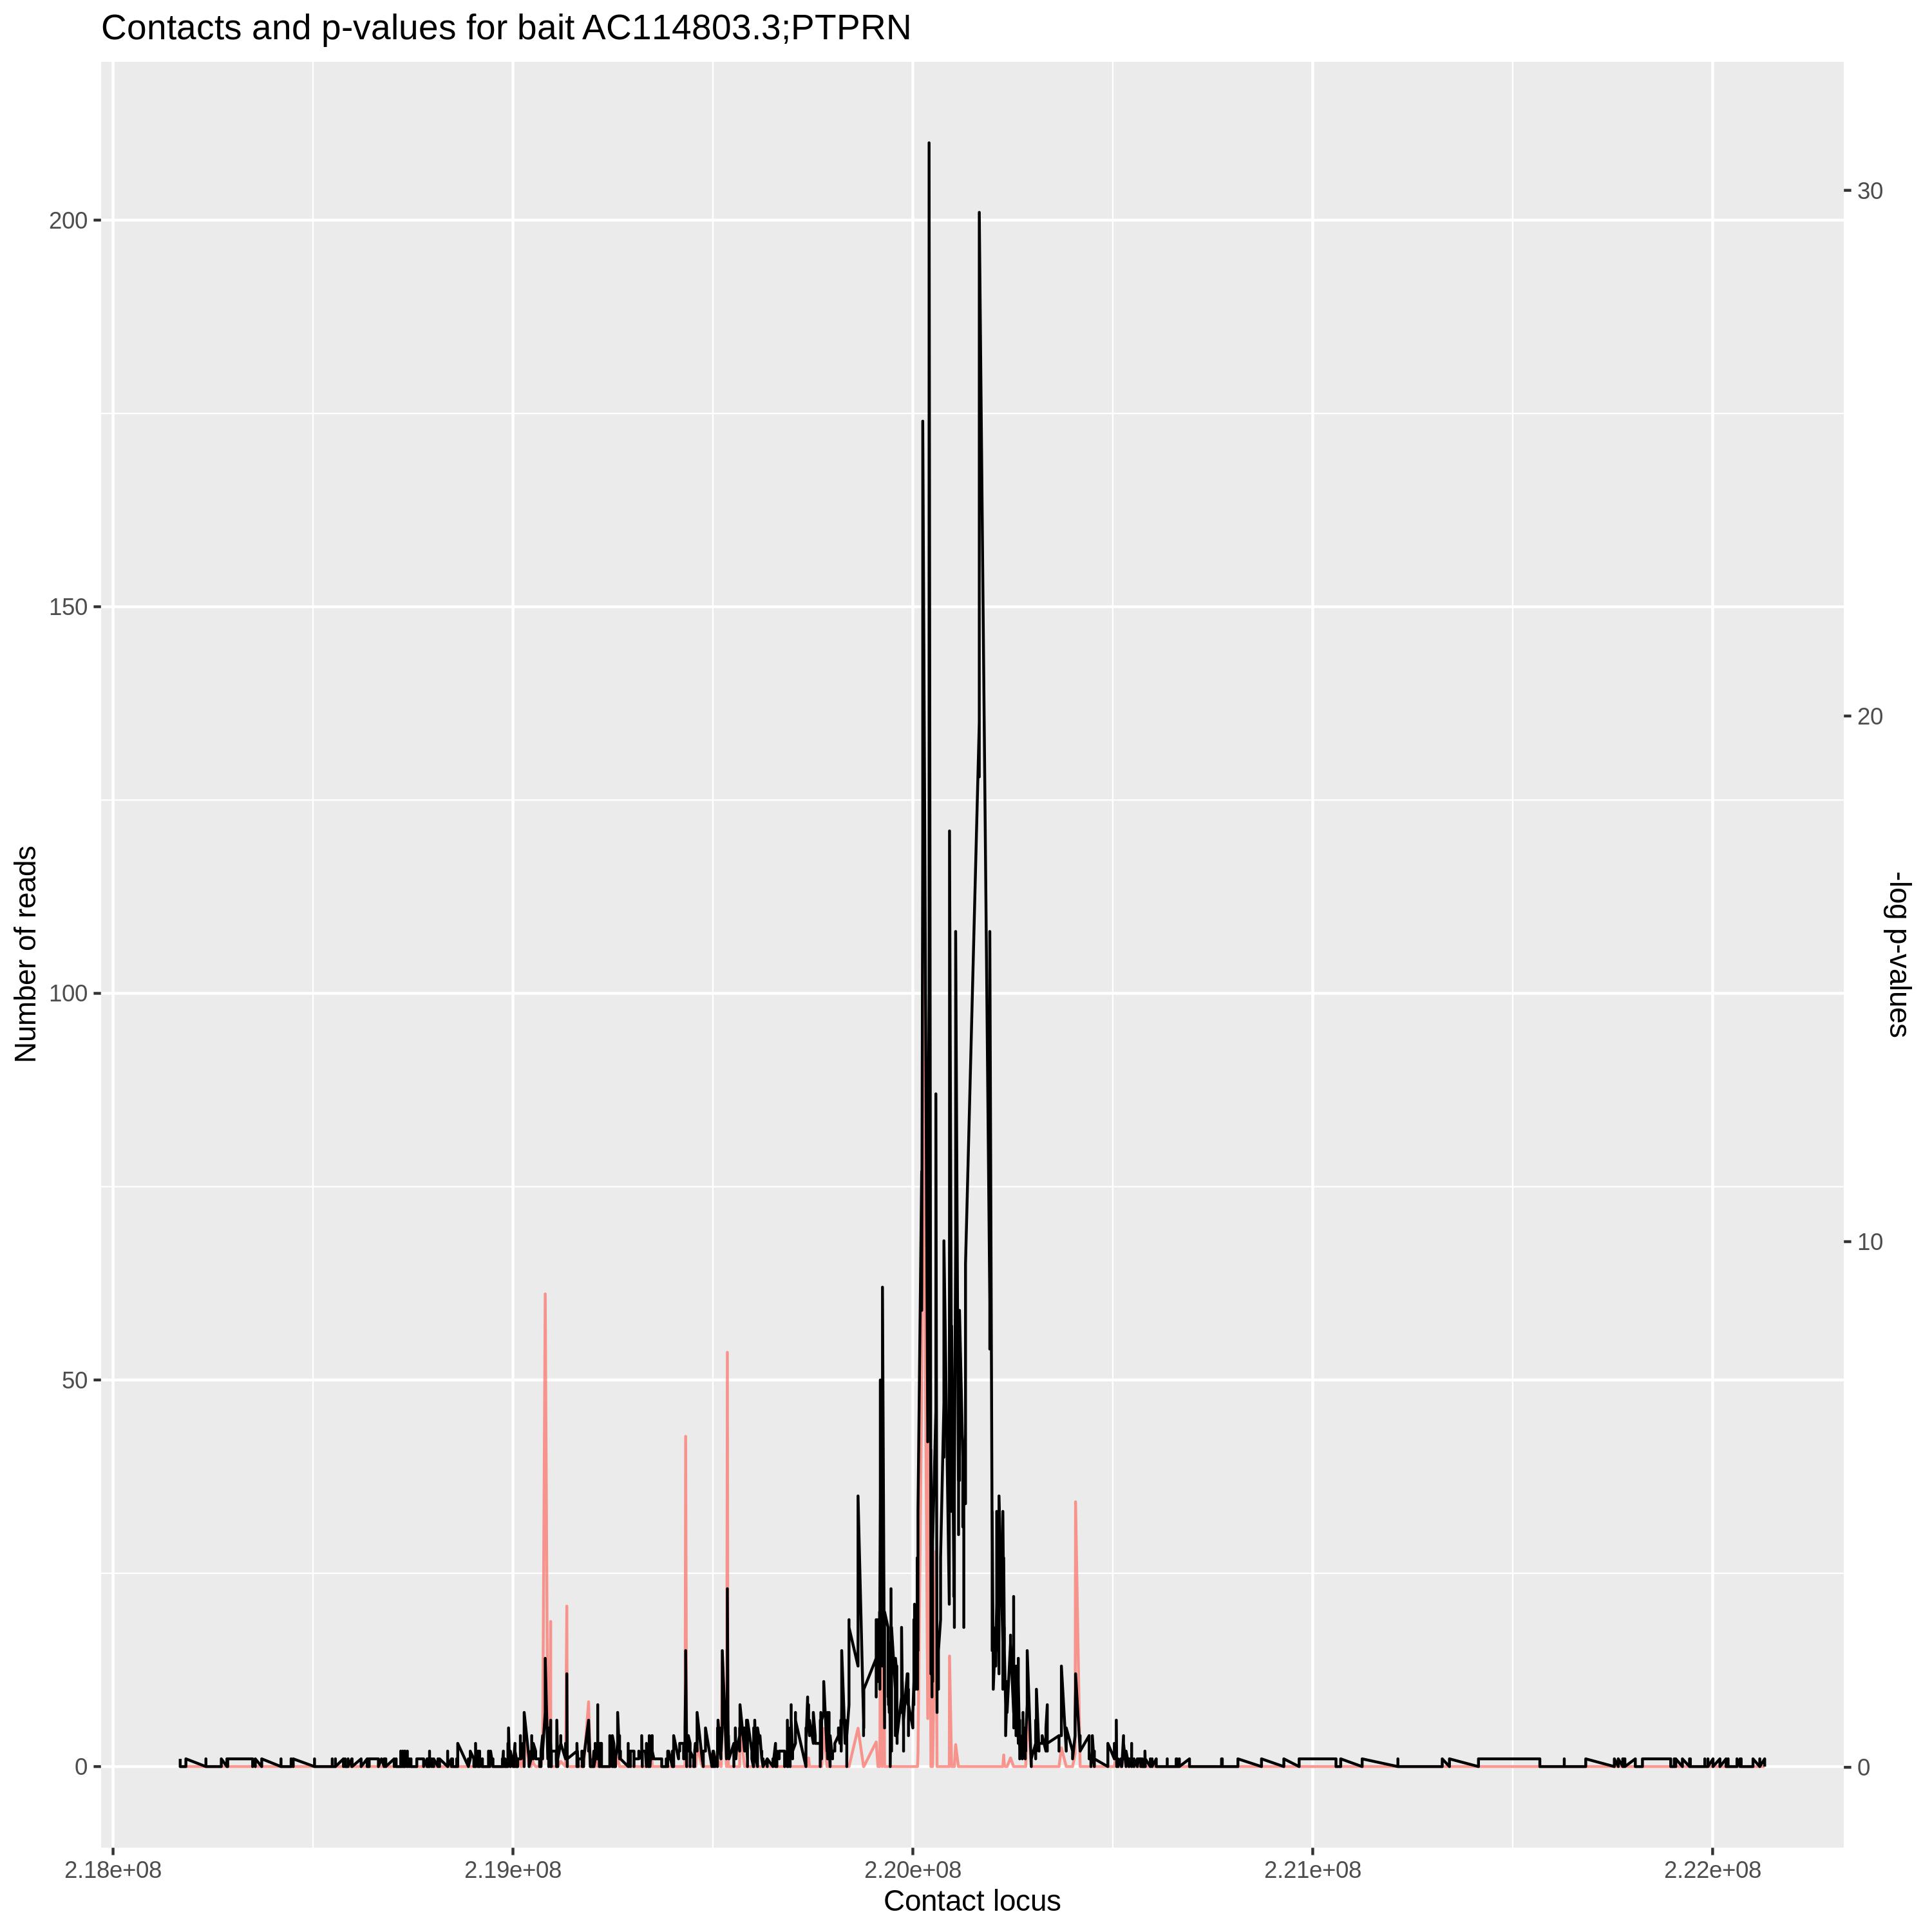 Contacts and p-values for bait AC114803.3;PTPRN
Number of reads
200
150
100
50
0
30
20
10
0
-log p-values
2.18e+08
2.19e+08
2.20e+08
2.21e+08
2.22e+08
Contact locus